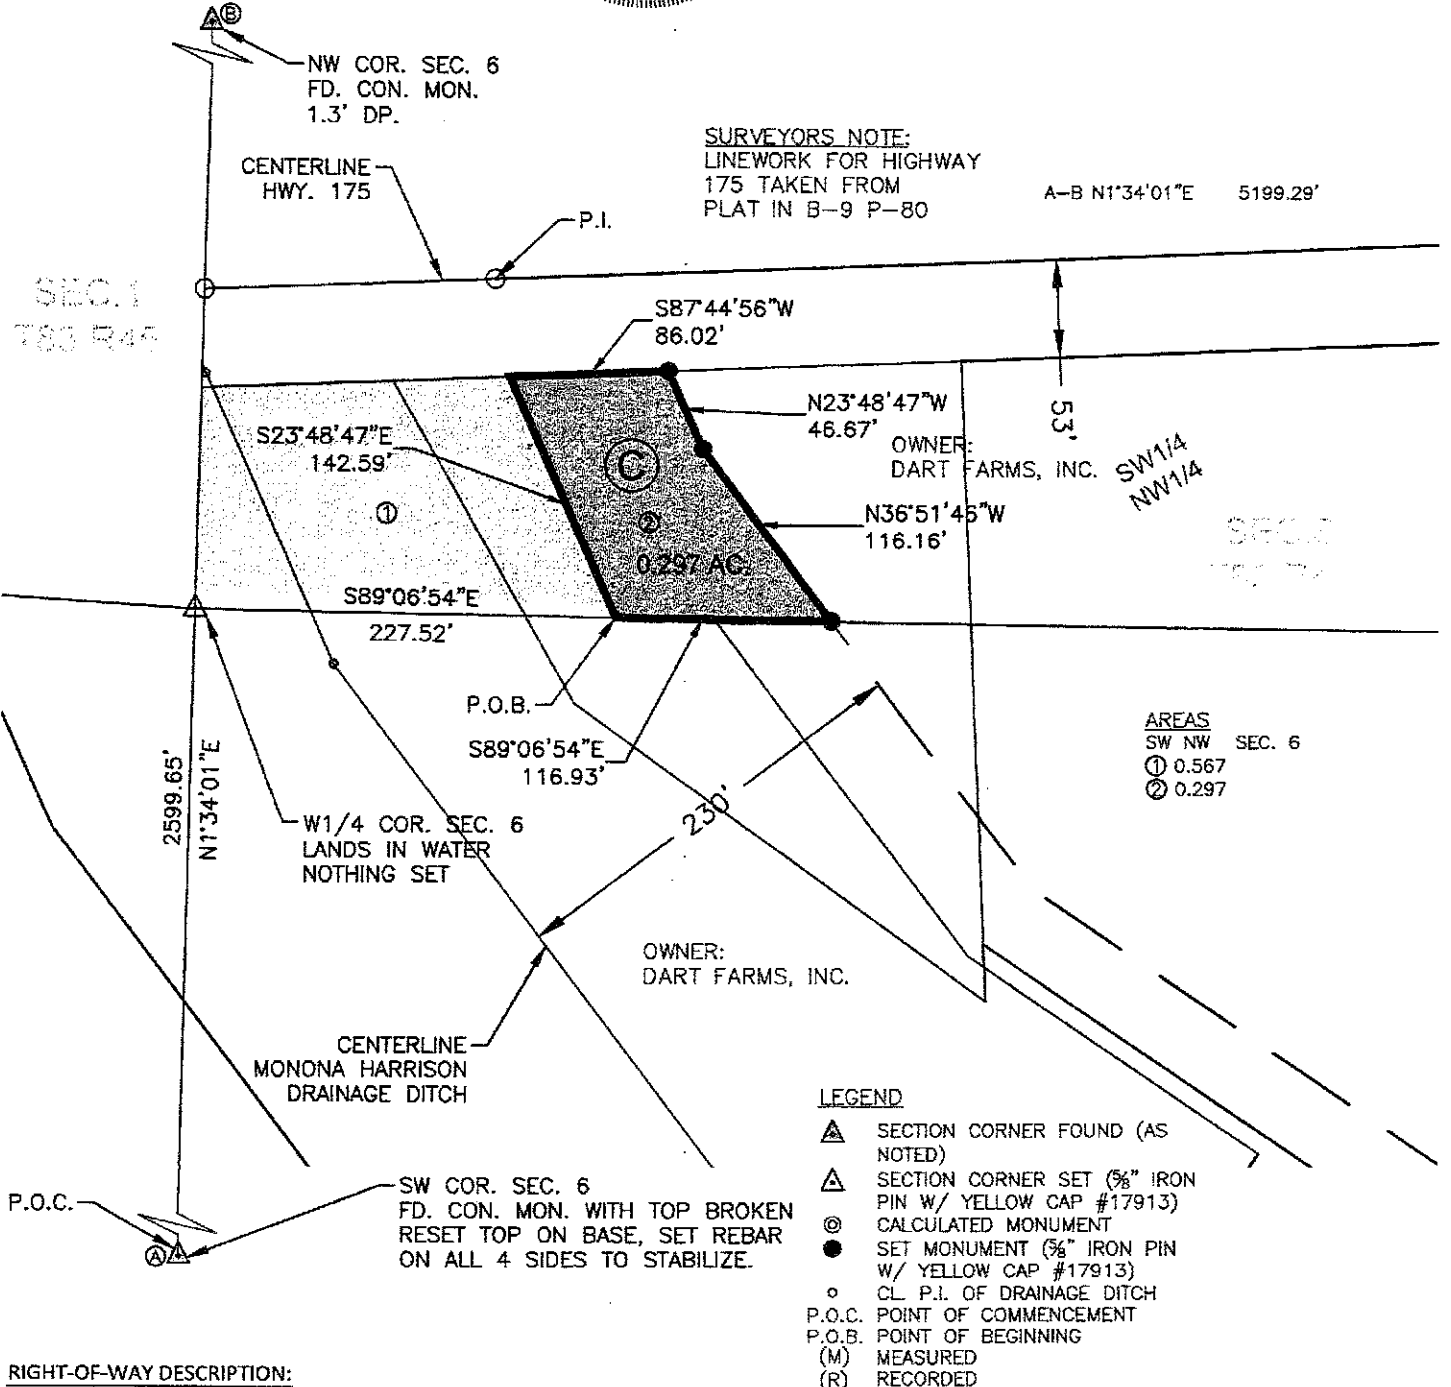 B
NW COR. SEC. 6
FD. CON. MON.
1.3' DP.
CENTERLINE
HWY. 175
SURVEYORS NOTE:
LINEWORK FOR HIGHWAY
175 TAKEN FROM
PLAT IN B-9 P-80
A-B N1°34'01"E 5199.29'
P.I.
SEC.1
T83 R46
S87°44'56"W
86.02'
N23°48'47"W
46.67'
53'
OWNER:
DART FARMS, INC.
SW1/4
NW1/4
S23°48'47"E
142.59'
C
1
2
0.297 AC.
N36°51'45"W
116.16'
S89°06'54"E
227.52'
P.O.B.
S89°06'54"E
116.93'
AREAS
SW NW SEC. 6
① 0.567
② 0.297
2599.65'
N1°34'01"E
230'
W1/4 COR. SEC. 6
LANDS IN WATER
NOTHING SET
OWNER:
DART FARMS, INC.
CENTERLINE
MONONA HARRISON
DRAINAGE DITCH
P.O.C.
A
SW COR. SEC. 6
FD. CON. MON. WITH TOP BROKEN
RESET TOP ON BASE, SET REBAR
ON ALL 4 SIDES TO STABILIZE.
LEGEND
SECTION CORNER FOUND (AS
NOTED)
SECTION CORNER SET (⅝" IRON
PIN W/ YELLOW CAP #17913)
CALCULATED MONUMENT
SET MONUMENT (⅝" IRON PIN
W/ YELLOW CAP #17913)
CL P.I. OF DRAINAGE DITCH
P.O.C. POINT OF COMMENCEMENT
P.O.B. POINT OF BEGINNING
(M) MEASURED
(R) RECORDED
RIGHT-OF-WAY DESCRIPTION: